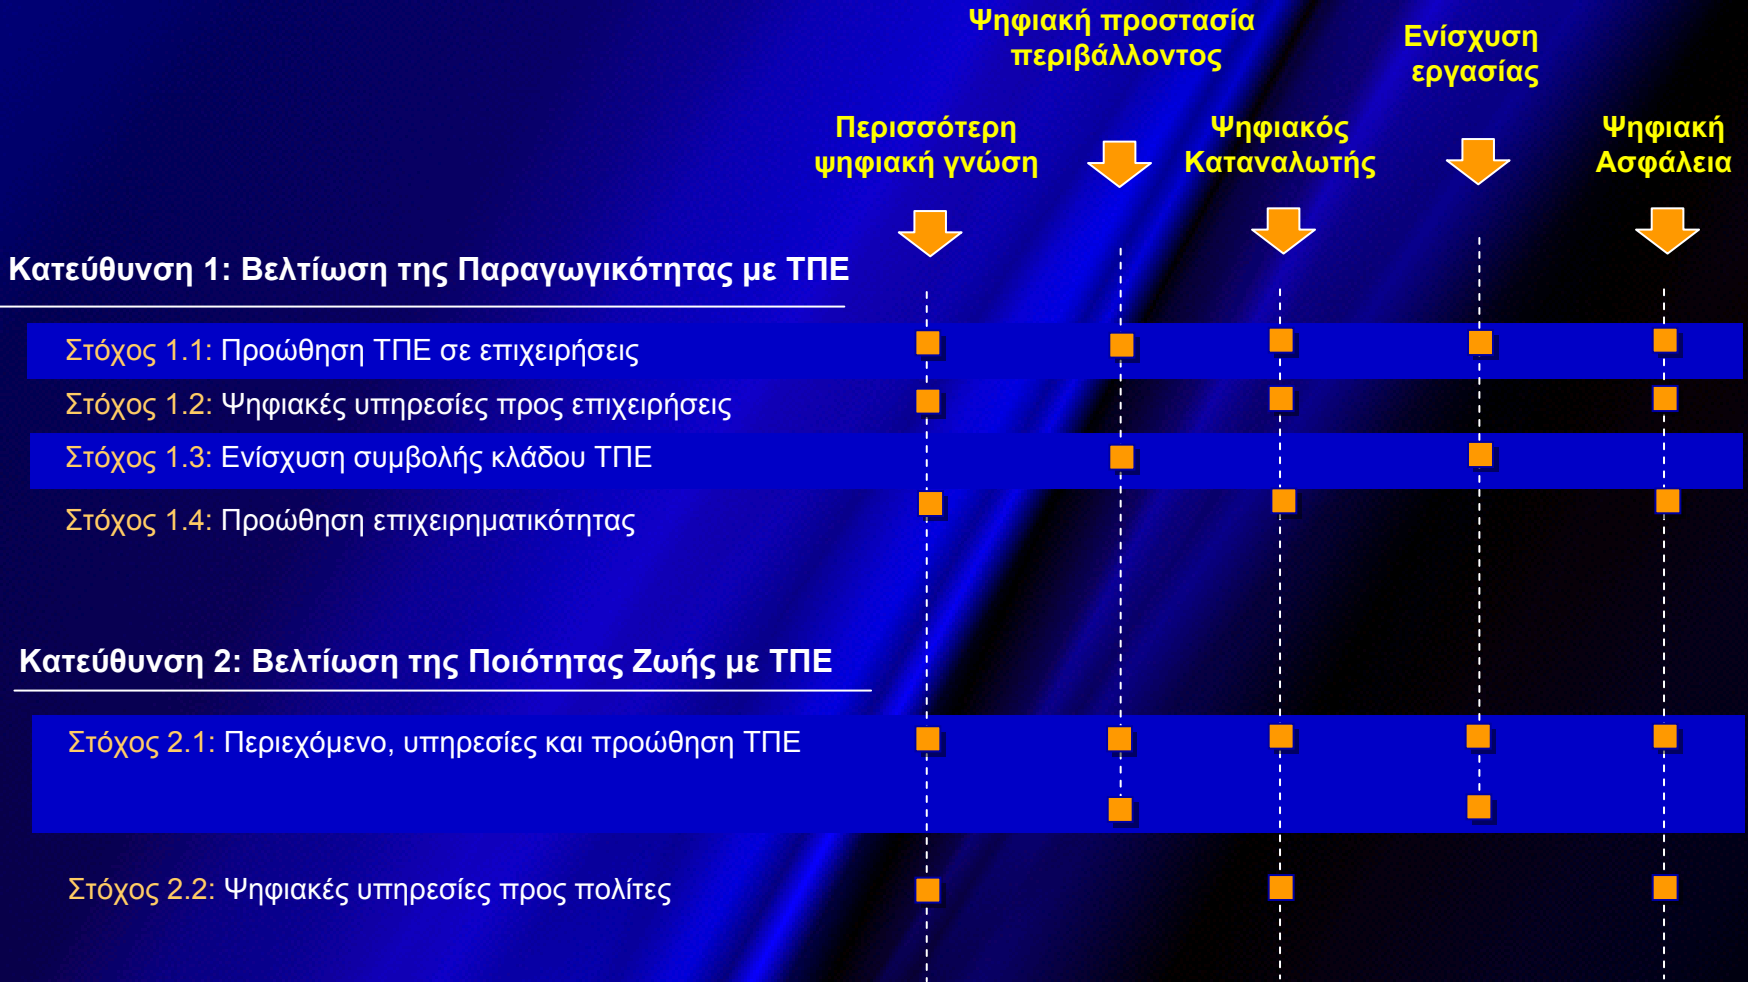 Ψηφιακή προστασία
περιβάλλοντος
Ενίσχυση
εργασίας
Περισσότερη
ψηφιακή γνώση
Ψηφιακός
Καταναλωτής
Ψηφιακή
Ασφάλεια
Κατεύθυνση 1: Βελτίωση της Παραγωγικότητας με ΤΠΕ
Στόχος 1.1: Προώθηση ΤΠΕ σε επιχειρήσεις
Στόχος 1.2: Ψηφιακές υπηρεσίες προς επιχειρήσεις
Στόχος 1.3: Ενίσχυση συμβολής κλάδου ΤΠΕ
Στόχος 1.4: Προώθηση επιχειρηματικότητας
Κατεύθυνση 2: Βελτίωση της Ποιότητας Ζωής με ΤΠΕ
Στόχος 2.1: Περιεχόμενο, υπηρεσίες και προώθηση ΤΠΕ
Στόχος 2.2: Ψηφιακές υπηρεσίες προς πολίτες